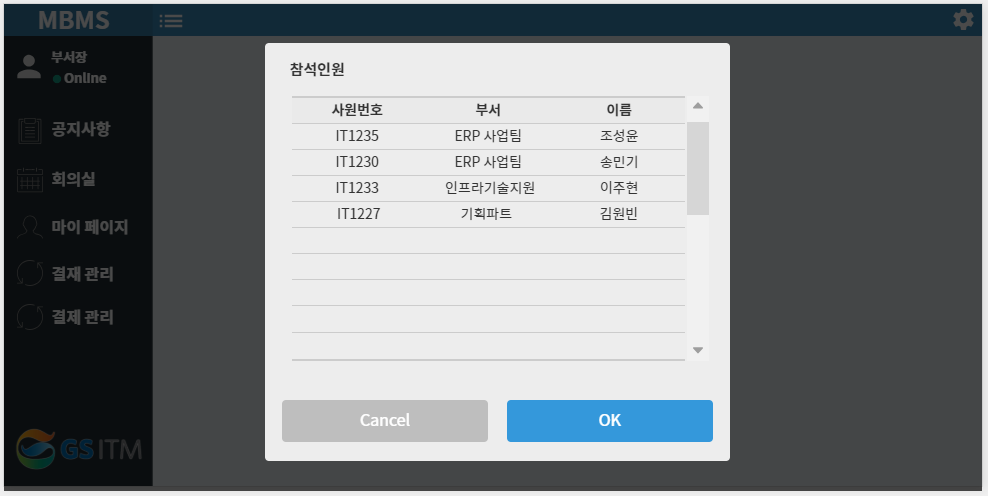 MBMS
부서장
Online
공지사항
회의실
마이 페이지
결재 관리
결제 관리
GS ITM
참석인원
사원번호 부서 이름
IT1235 ERP 사업팀 조성윤
IT1230 ERP 사업팀 송민기
IT1233 인프라기술지원 이주현
IT1227 기획파트 김원빈
Cancel OK